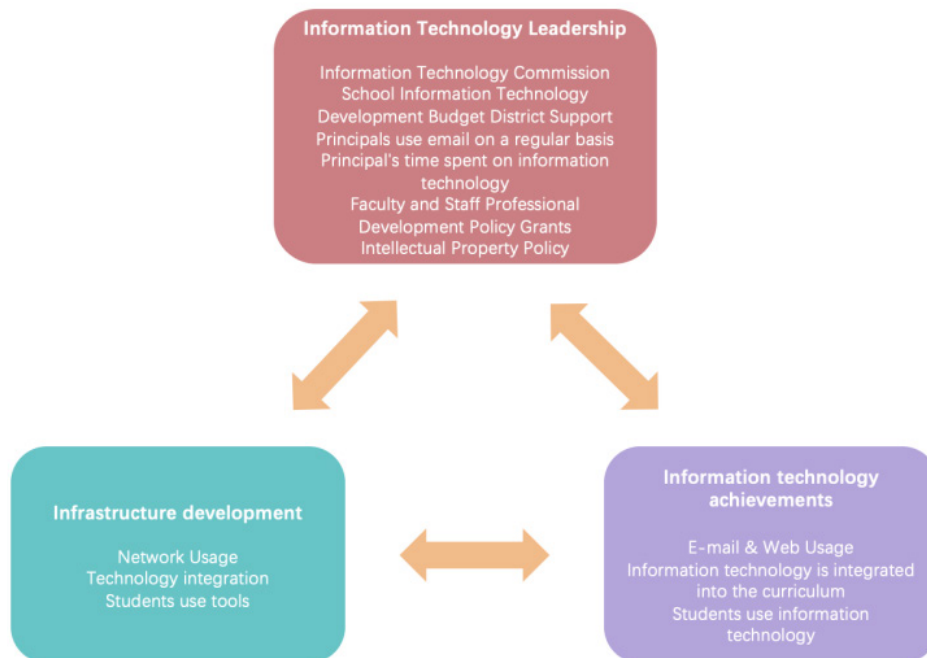 Information Technology Leadership
Information Technology Commission
School Information Technology
Development Budget District Support
Principals use email on a regular basis
Principal's time spent on information
technology
Faculty and Staff Professional
Development Policy Grants
Intellectual Property Policy
Infrastructure development
Network Usage
Technology integration
Students use tools
Information technology
achievements
E-mail & Web Usage
Information technology is integrated
into the curriculum
Students use information
technology